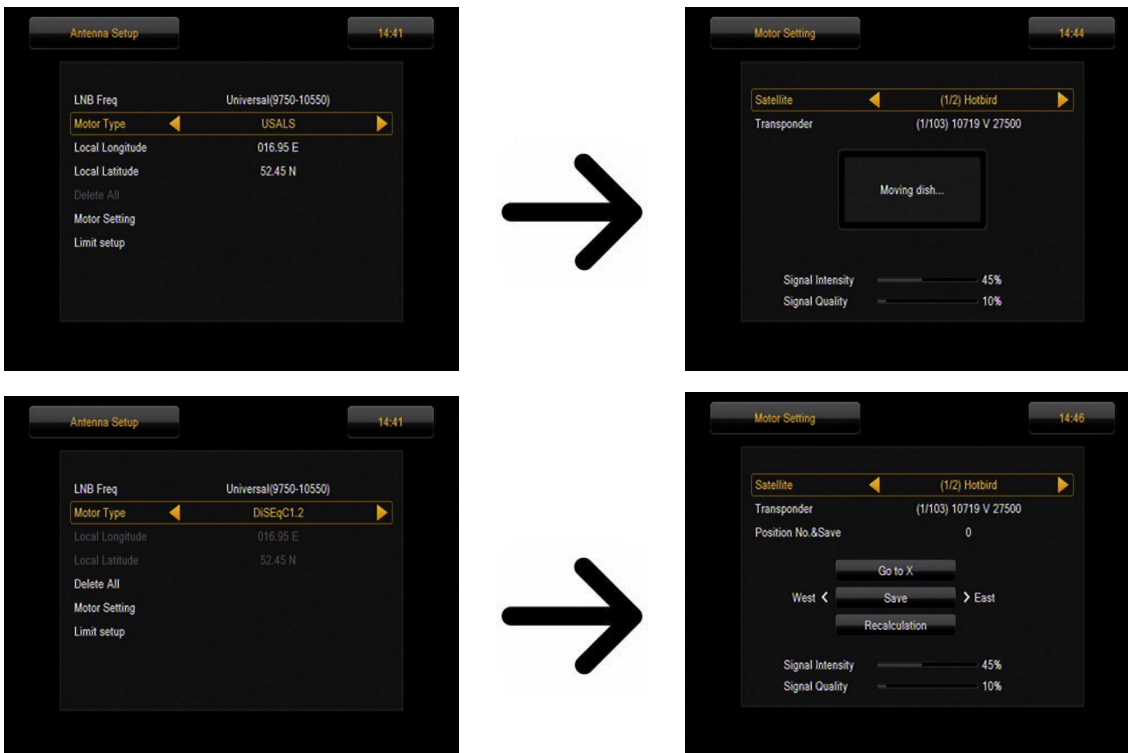 Antenna Setup 14:41
LNB Freq Universal(9750-10550)
Motor Type USALS
Local Longitude 016.95 E
Local Latitude 52.45 N
Delete All
Motor Setting
Limit setup
Motor Setting 14:44
Satellite (1/2) Hotbird
Transponder (1/103) 10719 V 27500
Moving dish...
Signal Intensity 45%
Signal Quality 10%
Antenna Setup 14:41
LNB Freq Universal(9750-10550)
Motor Type DiSEqC1.2
Local Longitude 016.95 E
Local Latitude 52.45 N
Delete All
Motor Setting
Limit setup
Motor Setting 14:46
Satellite (1/2) Hotbird
Transponder (1/103) 10719 V 27500
Position No.&Save 0
Go to X
West < Save > East
Recalculation
Signal Intensity 45%
Signal Quality 10%